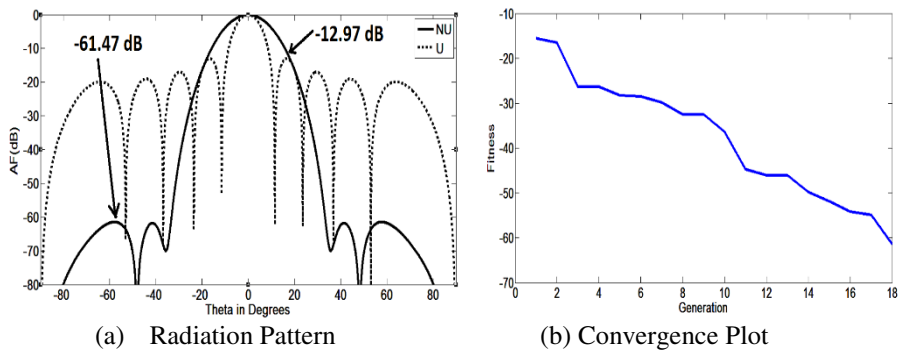 -61.47 dB
-12.97 dB
NU
U
AF(dB)
0
-10
-20
-30
-40
-50
-60
-70
-80
-80 -60 -40 -20 0 20 40 60 80
Theta in Degrees
(a) Radiation Pattern
Fitness
-10
-20
-30
-40
-50
-60
-70
0 2 4 6 8 10 12 14 16 18
Generation
(b) Convergence Plot